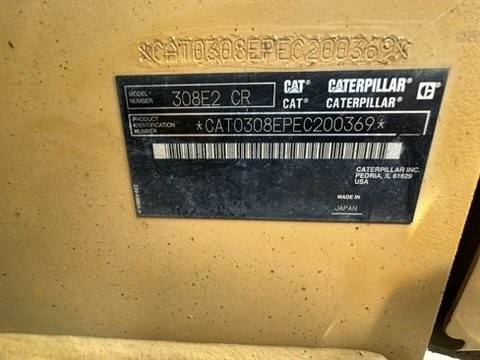 *CAT0308EPEC200369*
MODEL NUMBER 308E2 CR CAT CATERPILLAR
CAT® CATERPILLAR®
PRODUCT IDENTIFICATION NUMBER *CAT0308EPEC200369*
CATERPILLAR INC.
PEORIA, IL 61629
USA
MADE IN
JAPAN